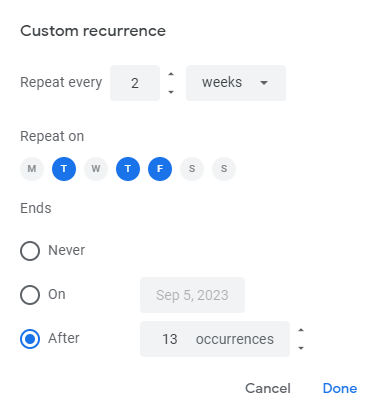 Custom recurrence
Repeat every 2 weeks
Repeat on
M T W T F S S
Ends
Never
On Sep 5, 2023
After 13 occurrences
Cancel Done